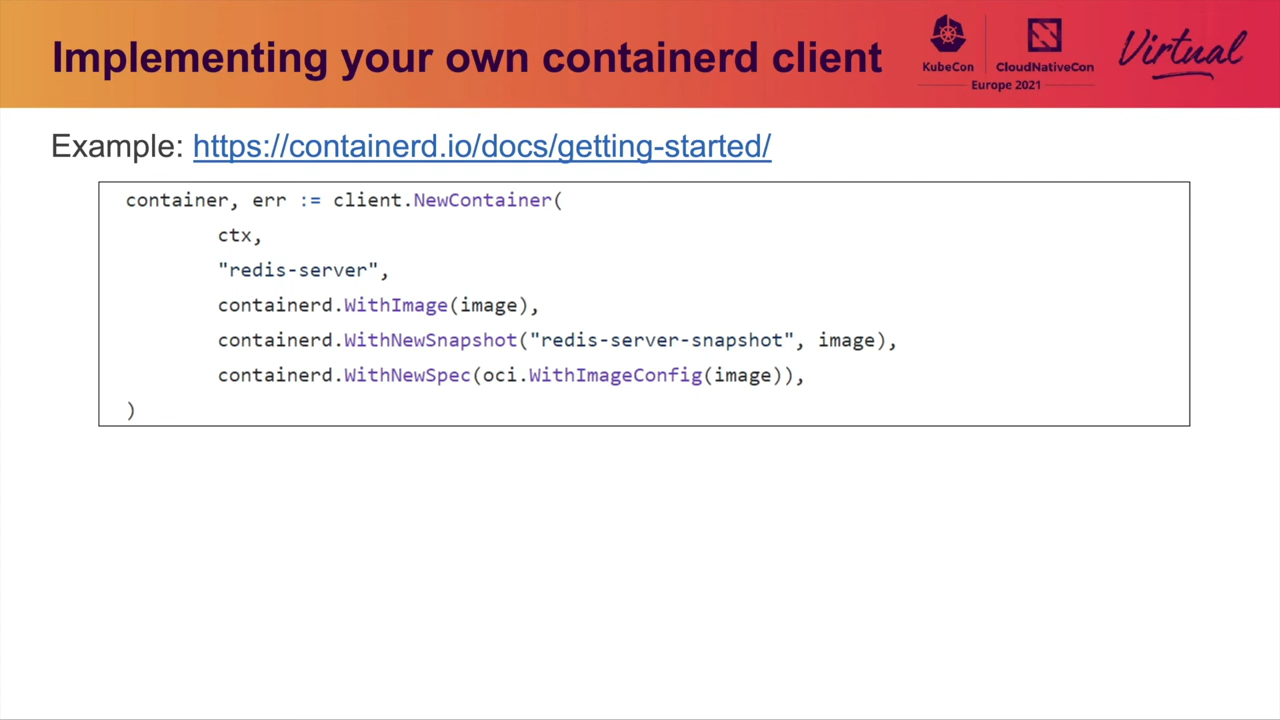 Implementing your own containerd client
KubeCon
CloudNativeCon
Europe 2021
Virtual
Example: https://containerd.io/docs/getting-started/
container, err := client.NewContainer(
ctx,
"redis-server",
containerd.WithImage(image),
containerd.WithNewSnapshot("redis-server-snapshot", image),
containerd.WithNewSpec(oci.WithImageConfig(image)),
)